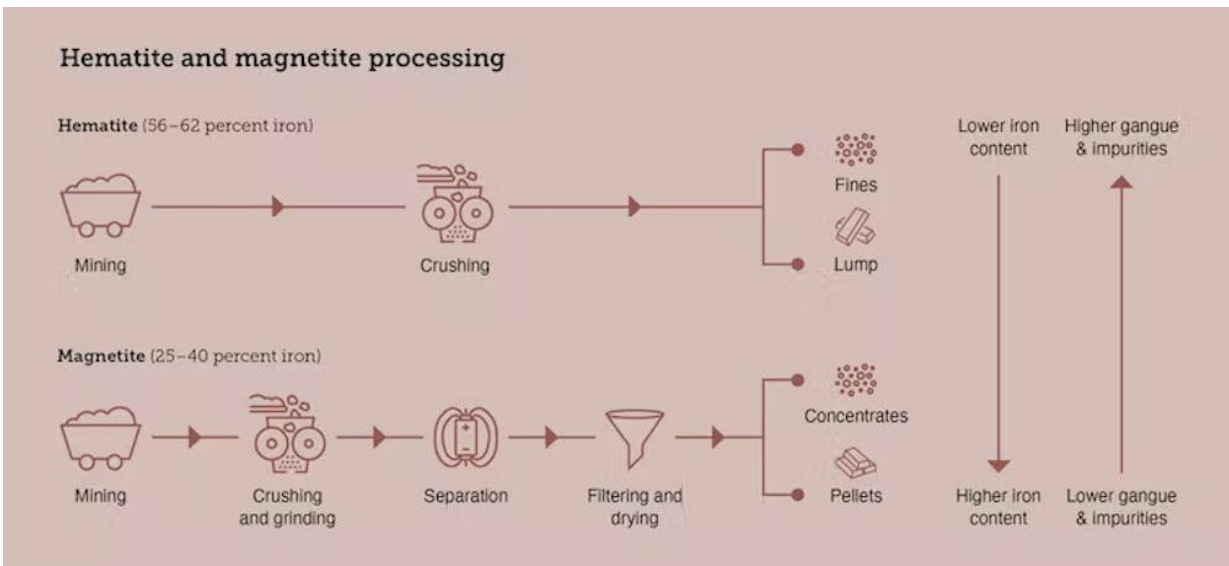 Hematite and magnetite processing
Hematite (56–62 percent iron)
Mining
Crushing
Fines
Lump
Magnetite (25–40 percent iron)
Mining
Crushing
and grinding
Separation
Filtering and
drying
Concentrates
Pellets
Lower iron
content
Higher gangue
& impurities
Higher iron
content
Lower gangue
& impurities